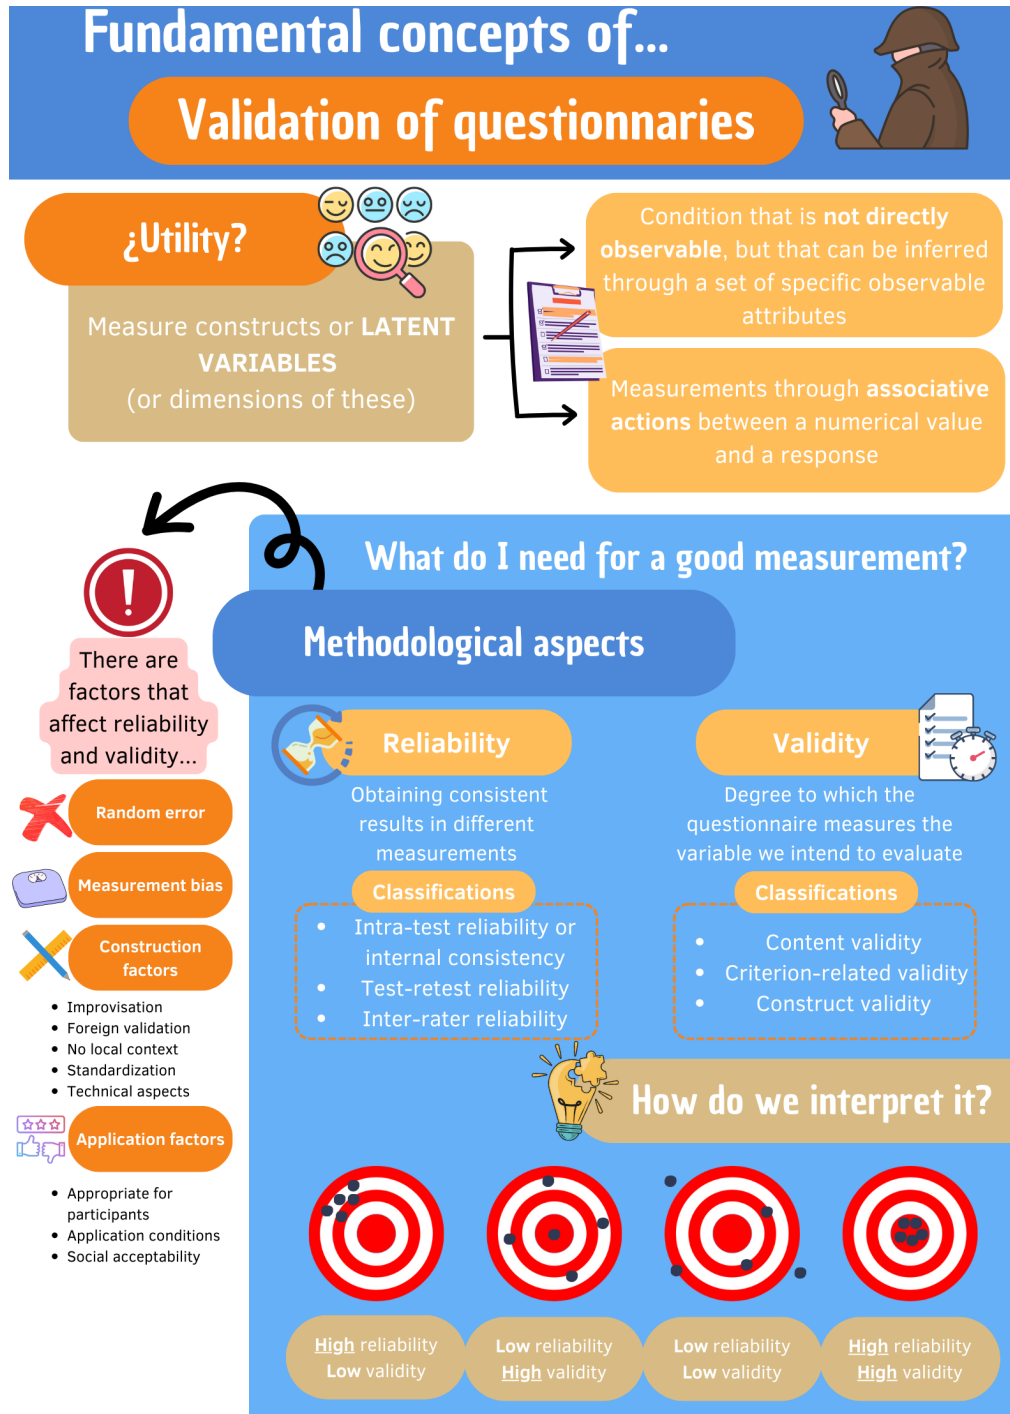 Fundamental concepts of...
Validation of questionnaries
¿Utility?
Measure constructs or LATENT
VARIABLES
(or dimensions of these)
Condition that is not directly
observable, but that can be inferred
through a set of specific observable
attributes
Measurements through associative
actions between a numerical value
and a response
What do I need for a good measurement?
Methodological aspects
There are
factors that
affect reliability
and validity...
Random error
Measurement bias
Construction
factors
• Improvisation
• Foreign validation
• No local context
• Standardization
• Technical aspects
Application factors
• Appropriate for
participants
• Application conditions
• Social acceptability
Reliability
Obtaining consistent
results in different
measurements
Classifications
• Intra-test reliability or
internal consistency
• Test-retest reliability
• Inter-rater reliability
Validity
Degree to which the
questionnaire measures the
variable we intend to evaluate
Classifications
• Content validity
• Criterion-related validity
• Construct validity
How do we interpret it?
High reliability
Low validity
Low reliability
High validity
Low reliability
Low validity
High reliability
High validity